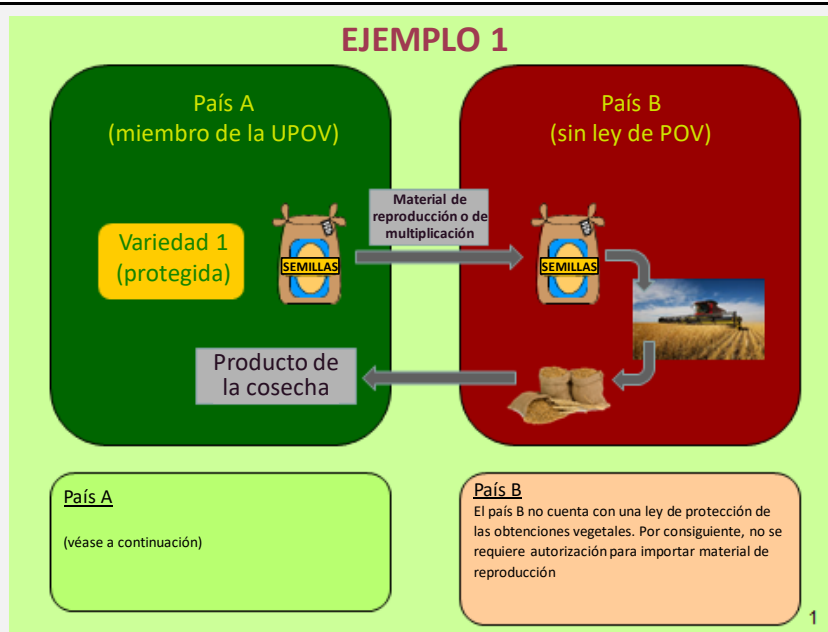 EJEMPLO 1
País A
(miembro de la UPOV)
País B
(sin ley de POV)
Material de
reproducción o de
multiplicación
Variedad 1
(protegida)
SEMILLAS
SEMILLAS
Producto de
la cosecha
País A
(véase a continuación)
País B
El país B no cuenta con una ley de protección de
las obtenciones vegetales. Por consiguiente, no se
requiere autorización para importar material de
reproducción
1